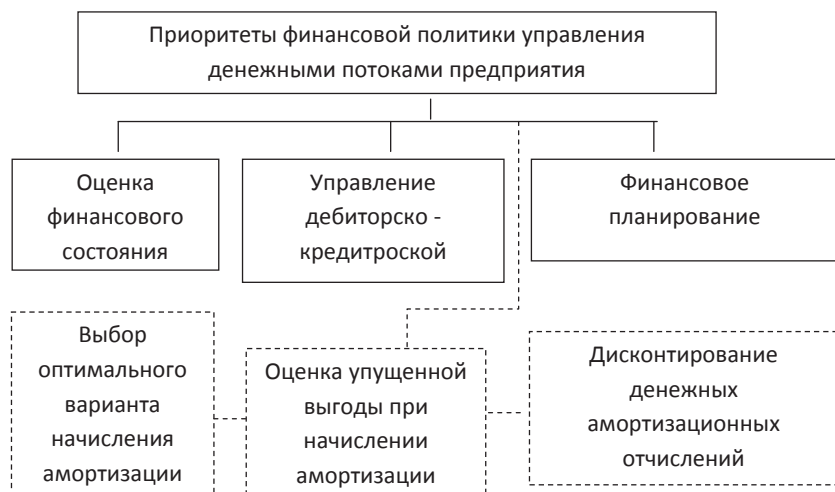 Приоритеты финансовой политики управления
денежными потоками предприятия
Оценка
финансового
состояния
Управление
дебиторско -
кредитроской
Финансовое
планирование
Выбор
оптимального
варианта
начисления
амортизации
Оценка упущенной
выгоды при
начислении
амортизации
Дисконтирование
денежных
амортизационных
отчислений